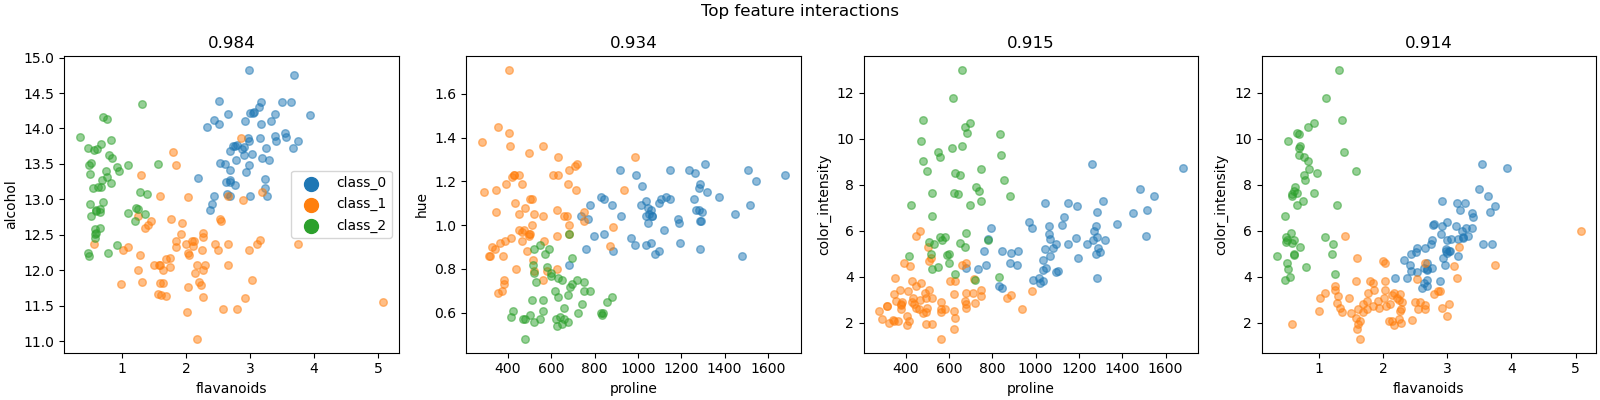 Top feature interactions
0.984
15.0
14.5
14.0
13.5
13.0
12.5
12.0
11.5
11.0
alcohol
class_0
class_1
class_2
1 2 3 4 5
flavanoids
0.934
1.6
1.4
1.2
1.0
0.8
0.6
hue
400 600 800 1000 1200 1400 1600
proline
0.915
12
10
8
6
4
2
color_intensity
400 600 800 1000 1200 1400 1600
proline
0.914
12
10
8
6
4
2
color_intensity
1 2 3 4 5
flavanoids